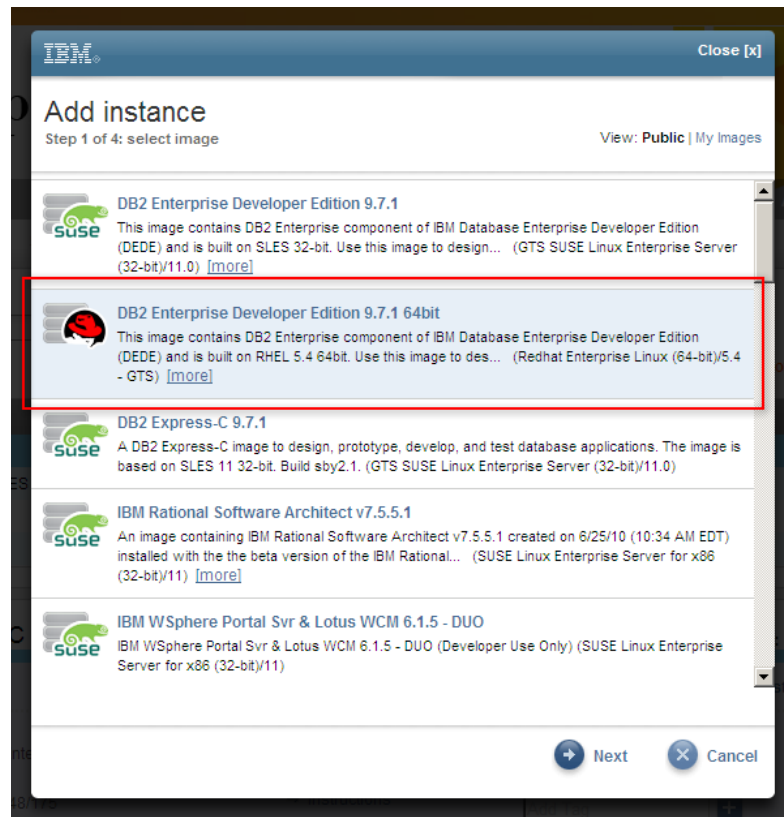 IBM®
Close [x]
Add instance
Step 1 of 4: select image
View: Public | My Images
DB2 Enterprise Developer Edition 9.7.1
This image contains DB2 Enterprise component of IBM Database Enterprise Developer Edition
(DEDE) and is built on SLES 32-bit. Use this image to design... (GTS SUSE Linux Enterprise Server
(32-bit)/11.0) [more]
SUSE
DB2 Enterprise Developer Edition 9.7.1 64bit
This image contains DB2 Enterprise component of IBM Database Enterprise Developer Edition
(DEDE) and is built on RHEL 5.4 64bit. Use this image to des... (Redhat Enterprise Linux (64-bit)/5.4
- GTS) [more]
DB2 Express-C 9.7.1
A DB2 Express-C image to design, prototype, develop, and test database applications. The image is
based on SLES 11 32-bit. Build sby2.1. (GTS SUSE Linux Enterprise Server (32-bit)/11.0)
SUSE
IBM Rational Software Architect v7.5.5.1
An image containing IBM Rational Software Architect v7.5.5.1 created on 6/25/10 (10:34 AM EDT)
installed with the the beta version of the IBM Rational... (SUSE Linux Enterprise Server for x86
(32-bit)/11) [more]
SUSE
IBM WSphere Portal Svr & Lotus WCM 6.1.5 - DUO
IBM WSphere Portal Svr & Lotus WCM 6.1.5 - DUO (Developer Use Only) (SUSE Linux Enterprise
Server for x86 (32-bit)/11)
SUSE
Next
Cancel
Instructions
Add Tag